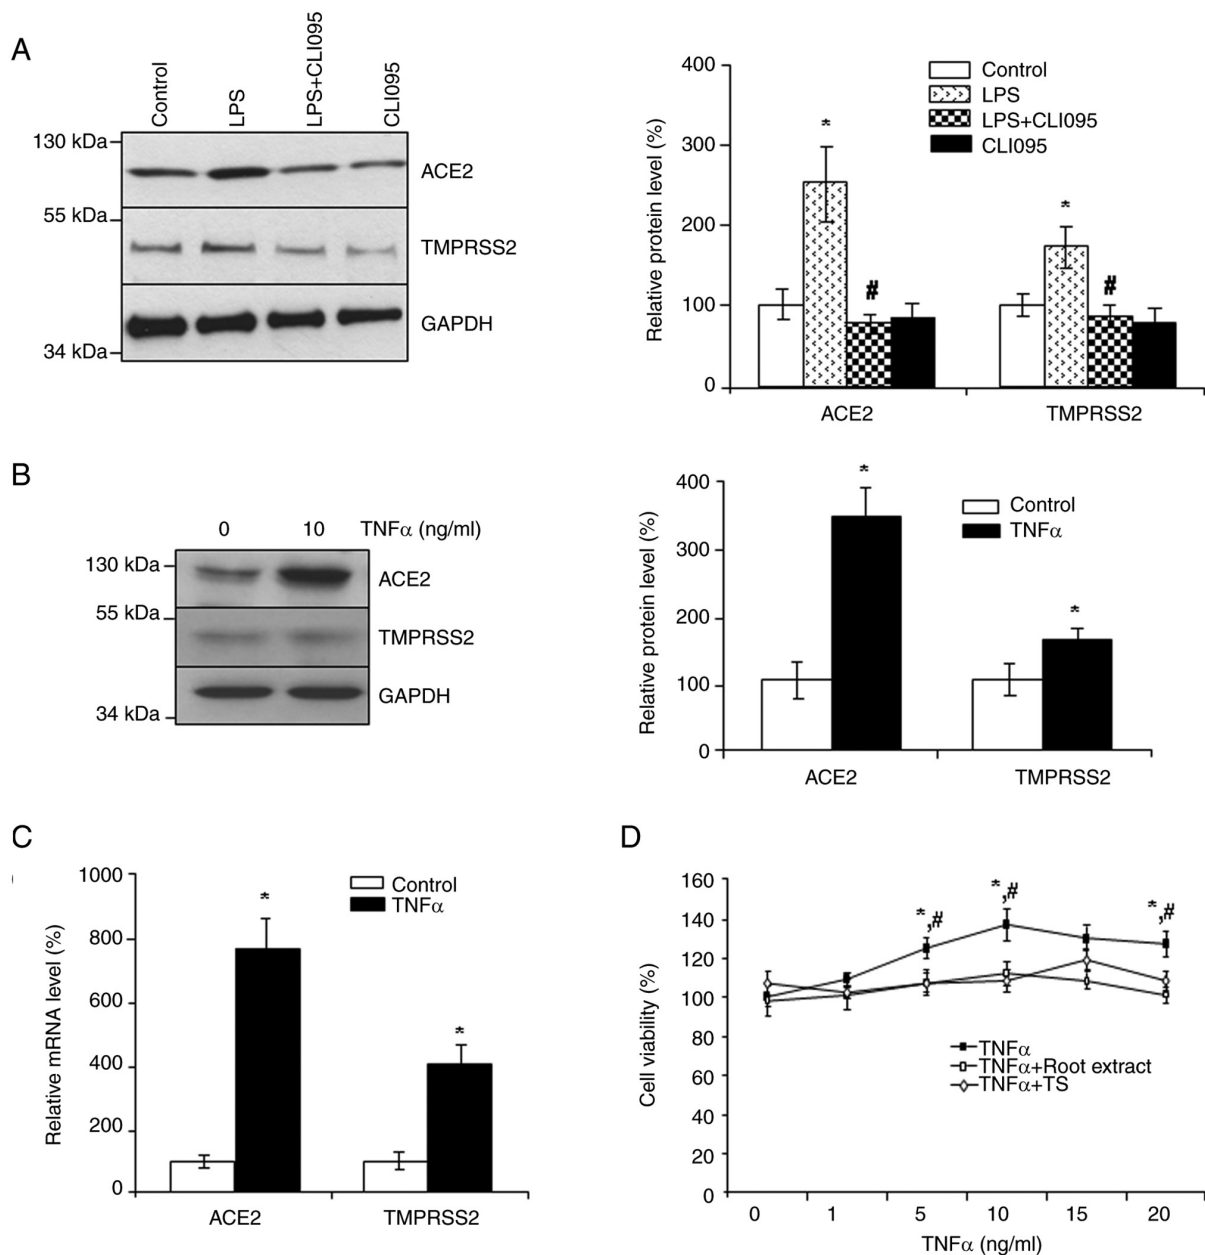 A
Control
LPS
LPS+CLI095
CLI095
130 kDa
ACE2
55 kDa
TMPRSS2
GAPDH
34 kDa
Relative protein level (%)
400
300
200
100
0
Control
LPS
LPS+CLI095
CLI095
*
#
*
#
ACE2
TMPRSS2
B
0
10
TNFα (ng/ml)
130 kDa
ACE2
55 kDa
TMPRSS2
GAPDH
34 kDa
Relative protein level (%)
400
300
200
100
0
Control
TNFα
*
*
ACE2
TMPRSS2
C
Relative mRNA level (%)
1000
800
600
400
200
0
Control
TNFα
*
*
ACE2
TMPRSS2
D
Cell viability (%)
160
140
120
100
80
60
40
20
0
*,#
*,#
*,#
TNFα
TNFα+Root extract
TNFα+TS
0
1
5
10
15
20
TNFα (ng/ml)